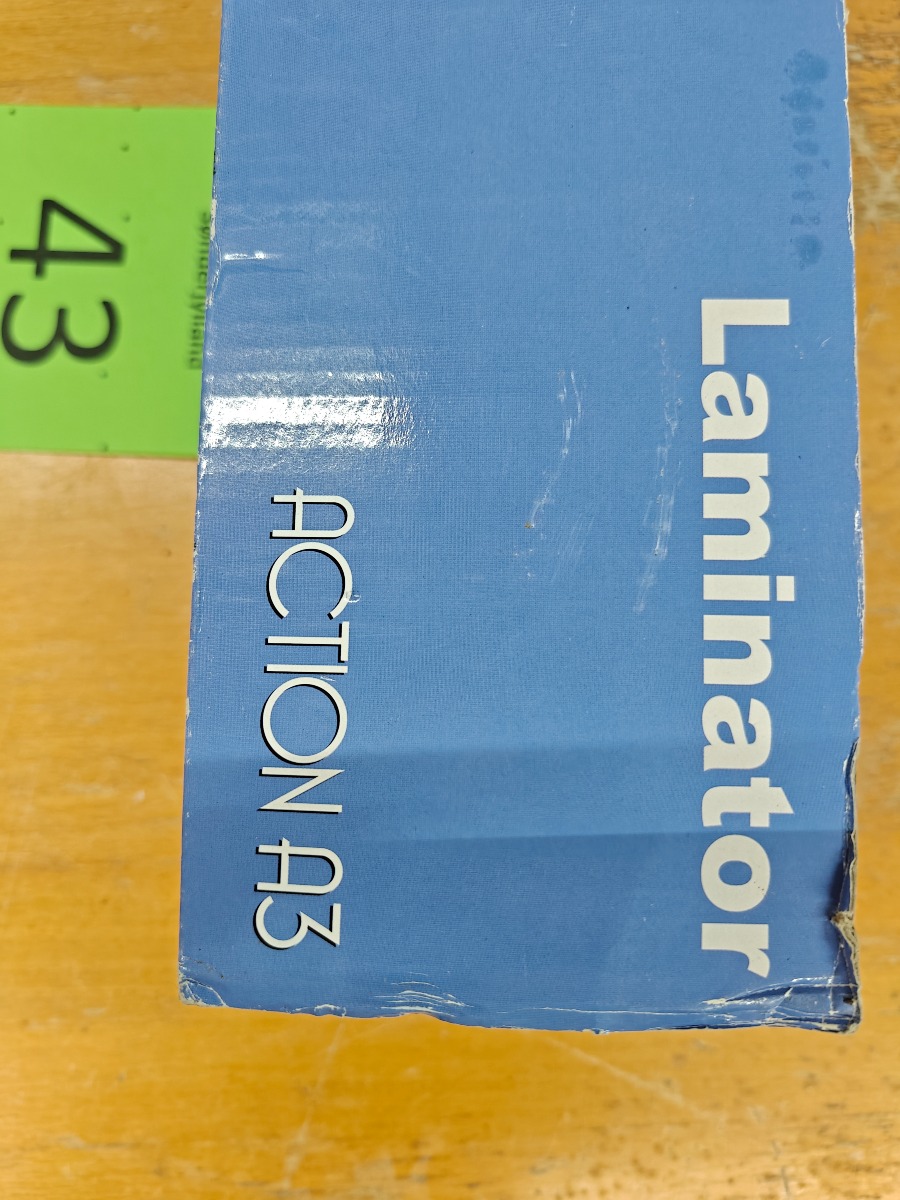 Laminator
ACTION A3
43